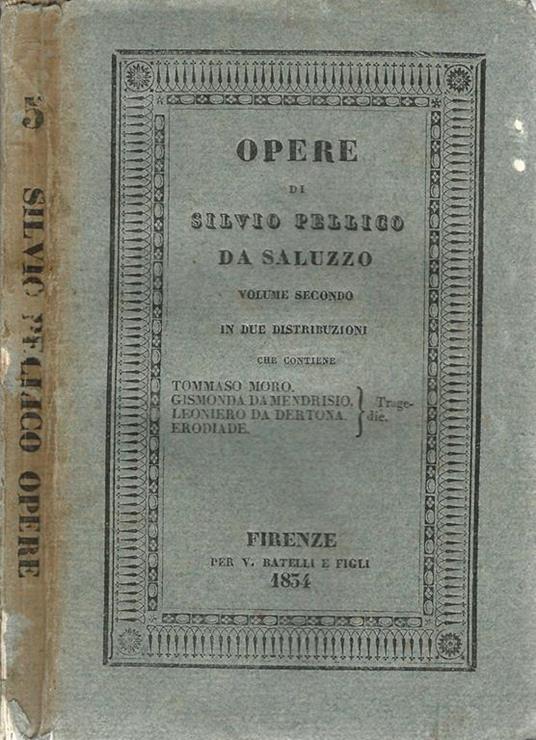 OPERE
DI
SILVIO PELLICO
DA SALUZZO
VOLUME SECONDO
IN DUE DISTRIBUZIONI
CHE CONTIENE
TOMMASO MORO.
GISMONDA DA MENDRISIO.
LEONIERO DA DERTONA.
ERODIADE.
Trage-
die.
FIRENZE
PER V. BATELLI E FIGLI
1834
SILVIO PELLICO OPERE